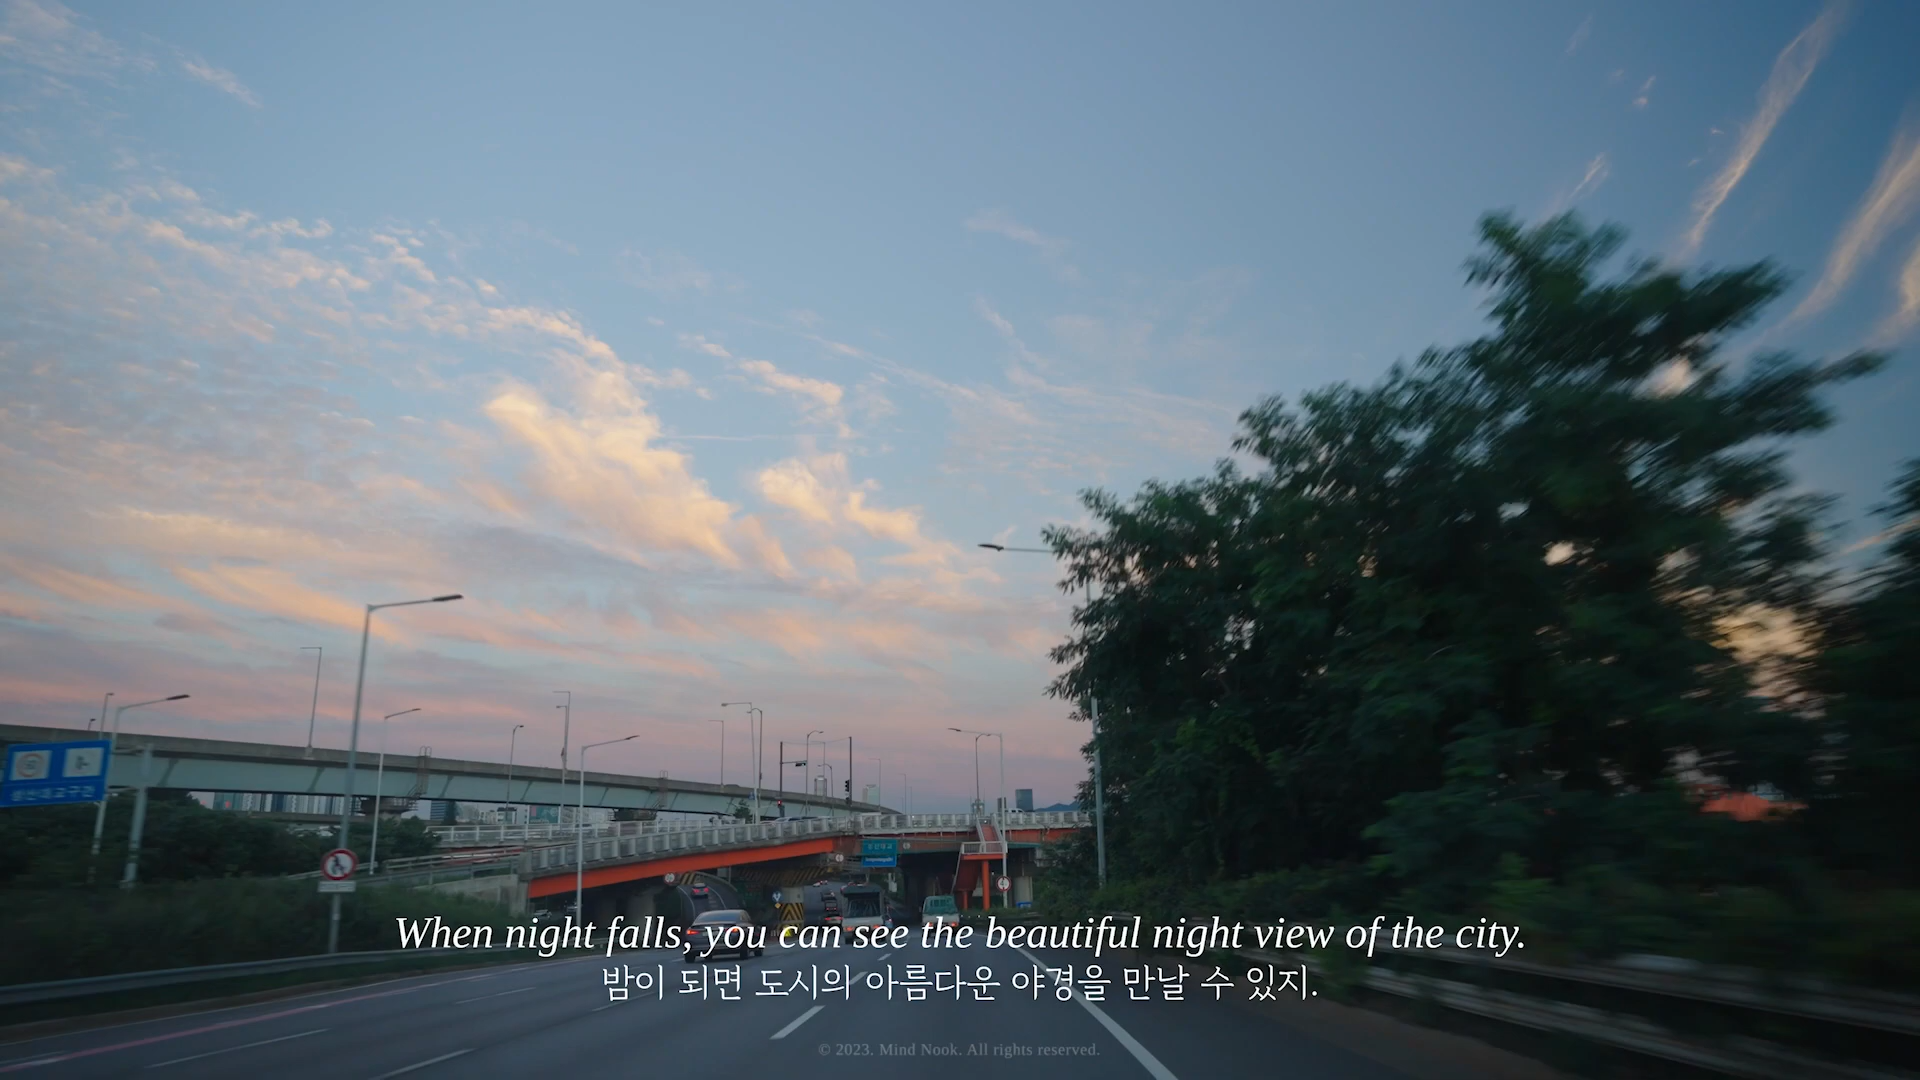 When night falls, you can see the beautiful night view of the city.
밤이 되면 도시의 아름다운 야경을 만날 수 있지.
© 2023. Mind Nook. All rights reserved.